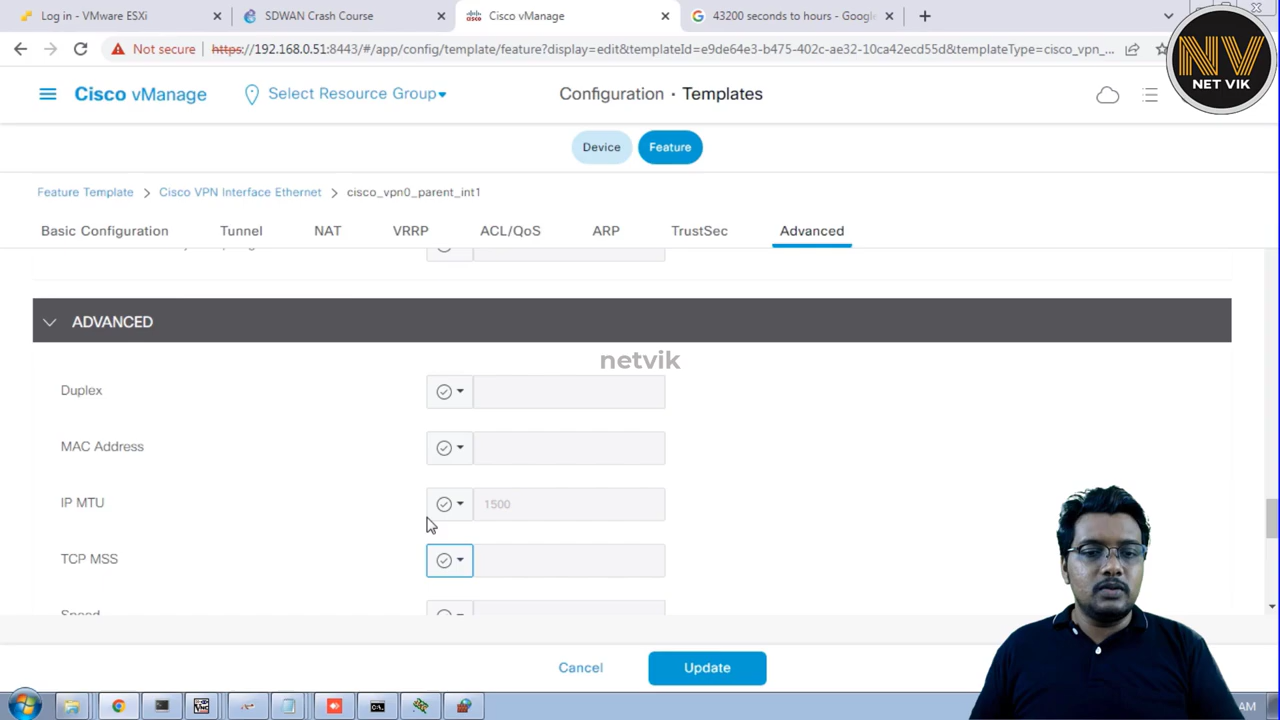 Log in - VMware ESXi
SDWAN Crash Course
Cisco vManage
43200 seconds to hours - Google
Not secure
https://192.168.0.51:8443/#/app/config/template/feature?display=edit&templateId=e9de64e3-b475-402c-ae32-10ca42ecd55d&templateType=cisco_vpn_...
NV
NET VIK
Cisco vManage
Select Resource Group
Configuration · Templates
Device
Feature
Feature Template > Cisco VPN Interface Ethernet > cisco_vpn0_parent_int1
Basic Configuration
Tunnel
NAT
VRRP
ACL/QoS
ARP
TrustSec
Advanced
ADVANCED
netvik
Duplex
MAC Address
IP MTU
1500
TCP MSS
Speed
Cancel
Update
AM